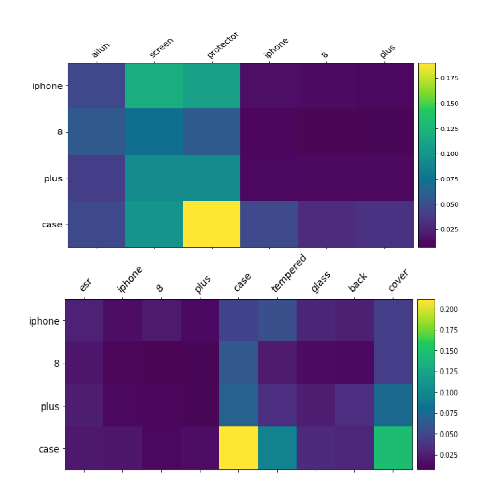 ailun screen protector iphone 8 plus
iphone
8
plus
case
0.175
0.150
0.125
0.100
0.075
0.050
0.025
esr iphone 8 plus case tempered glass back cover
iphone
8
plus
case
0.200
0.175
0.150
0.125
0.100
0.075
0.050
0.025